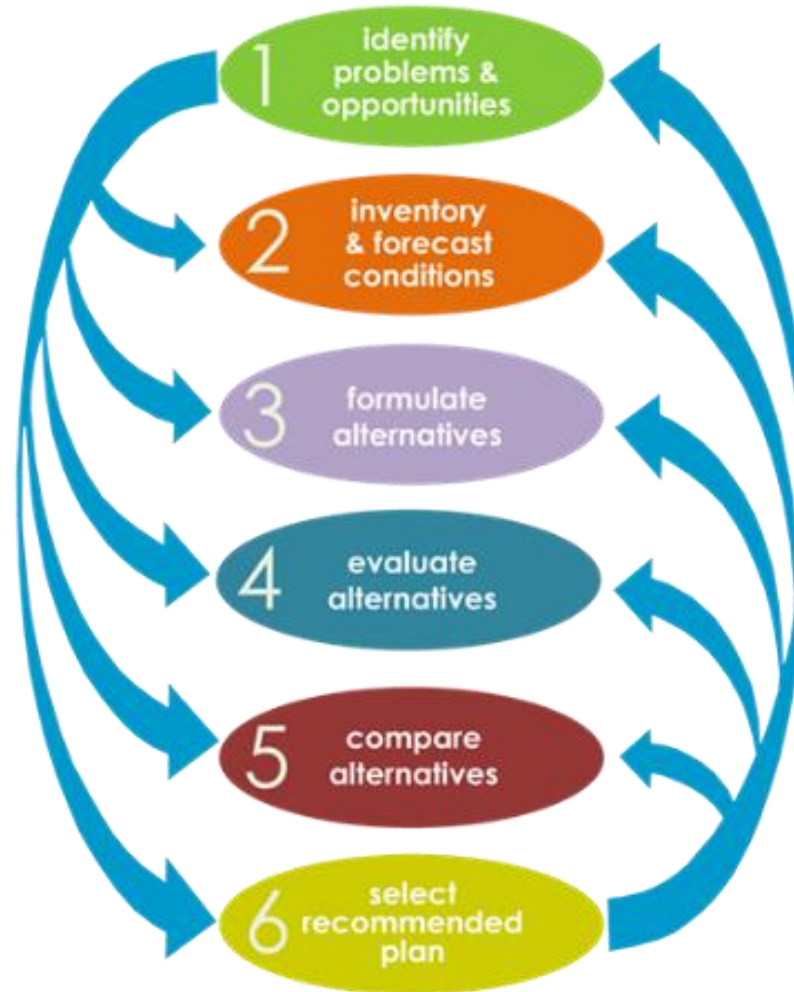 1
identify
problems &
opportunities
2
inventory
& forecast
conditions
3
formulate
alternatives
4
evaluate
alternatives
5
compare
alternatives
6
select
recommended
plan